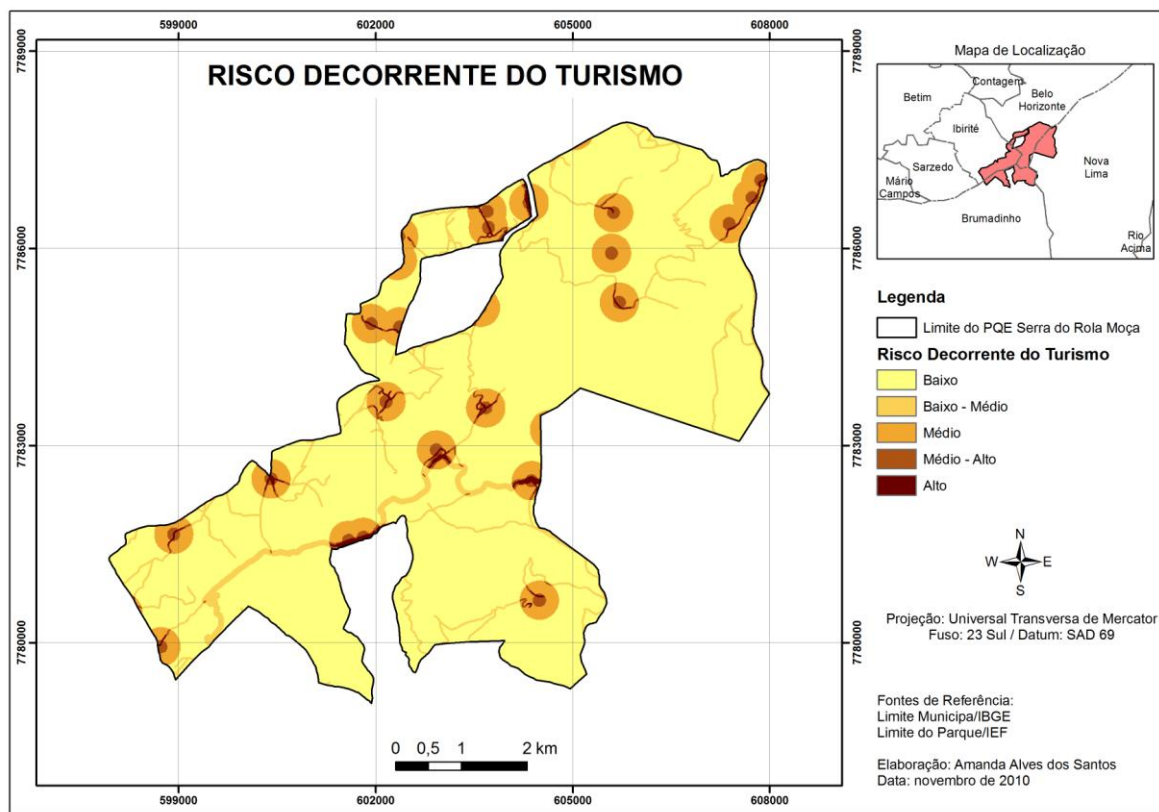 599000
602000
605000
608000
7789000
7789000
RISCO DECORRENTE DO TURISMO
7786000
7786000
7783000
7783000
7780000
7780000
0 0,5 1 2 km
599000
602000
605000
608000
Mapa de Localização
Contagem
Betim
Belo
Horizonte
Ibirité
Sarzedo
Nova
Lima
Mário
Campos
Brumadinho
Rio
Acima
Legenda
Limite do PQE Serra do Rola Moça
Risco Decorrente do Turismo
Baixo
Baixo - Médio
Médio
Médio - Alto
Alto
N
W E
S
Projeção: Universal Transversa de Mercator
Fuso: 23 Sul / Datum: SAD 69
Fontes de Referência:
Limite Municipa/IBGE
Limite do Parque/IEF
Elaboração: Amanda Alves dos Santos
Data: novembro de 2010